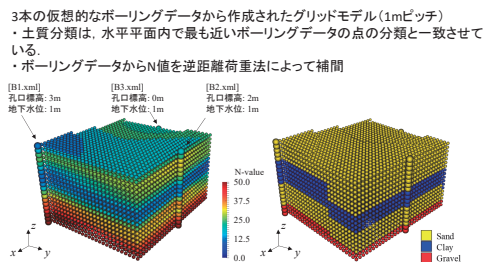 3本の仮想的なボーリングデータから作成されたグリッドモデル（1mピッチ）
・土質分類は，水平平面内で最も近いボーリングデータの点の分類と一致させて
いる．
・ボーリングデータからN値を逆距離荷重法によって補間
[B1.xml]
孔口標高: 3m
地下水位: 1m
[B3.xml]
孔口標高: 0m
地下水位: 1m
[B2.xml]
孔口標高: 2m
地下水位: 1m
N-value
50.0
37.5
25.0
12.5
0.0
z
x
y
z
x
y
Sand
Clay
Gravel